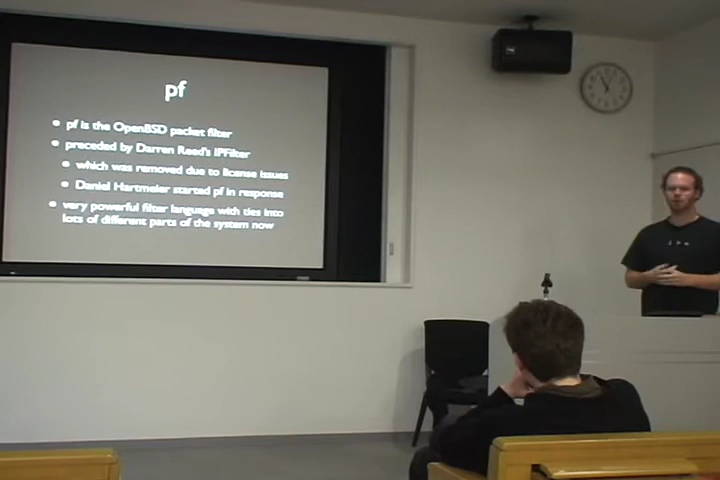 pf
• pf is the OpenBSD packet filter
• preceded by Darren Reed's IPFilter
• which was removed due to license issues
• Daniel Hartmeier started pf in response
• very powerful filter language with ties into
lots of different parts of the system now